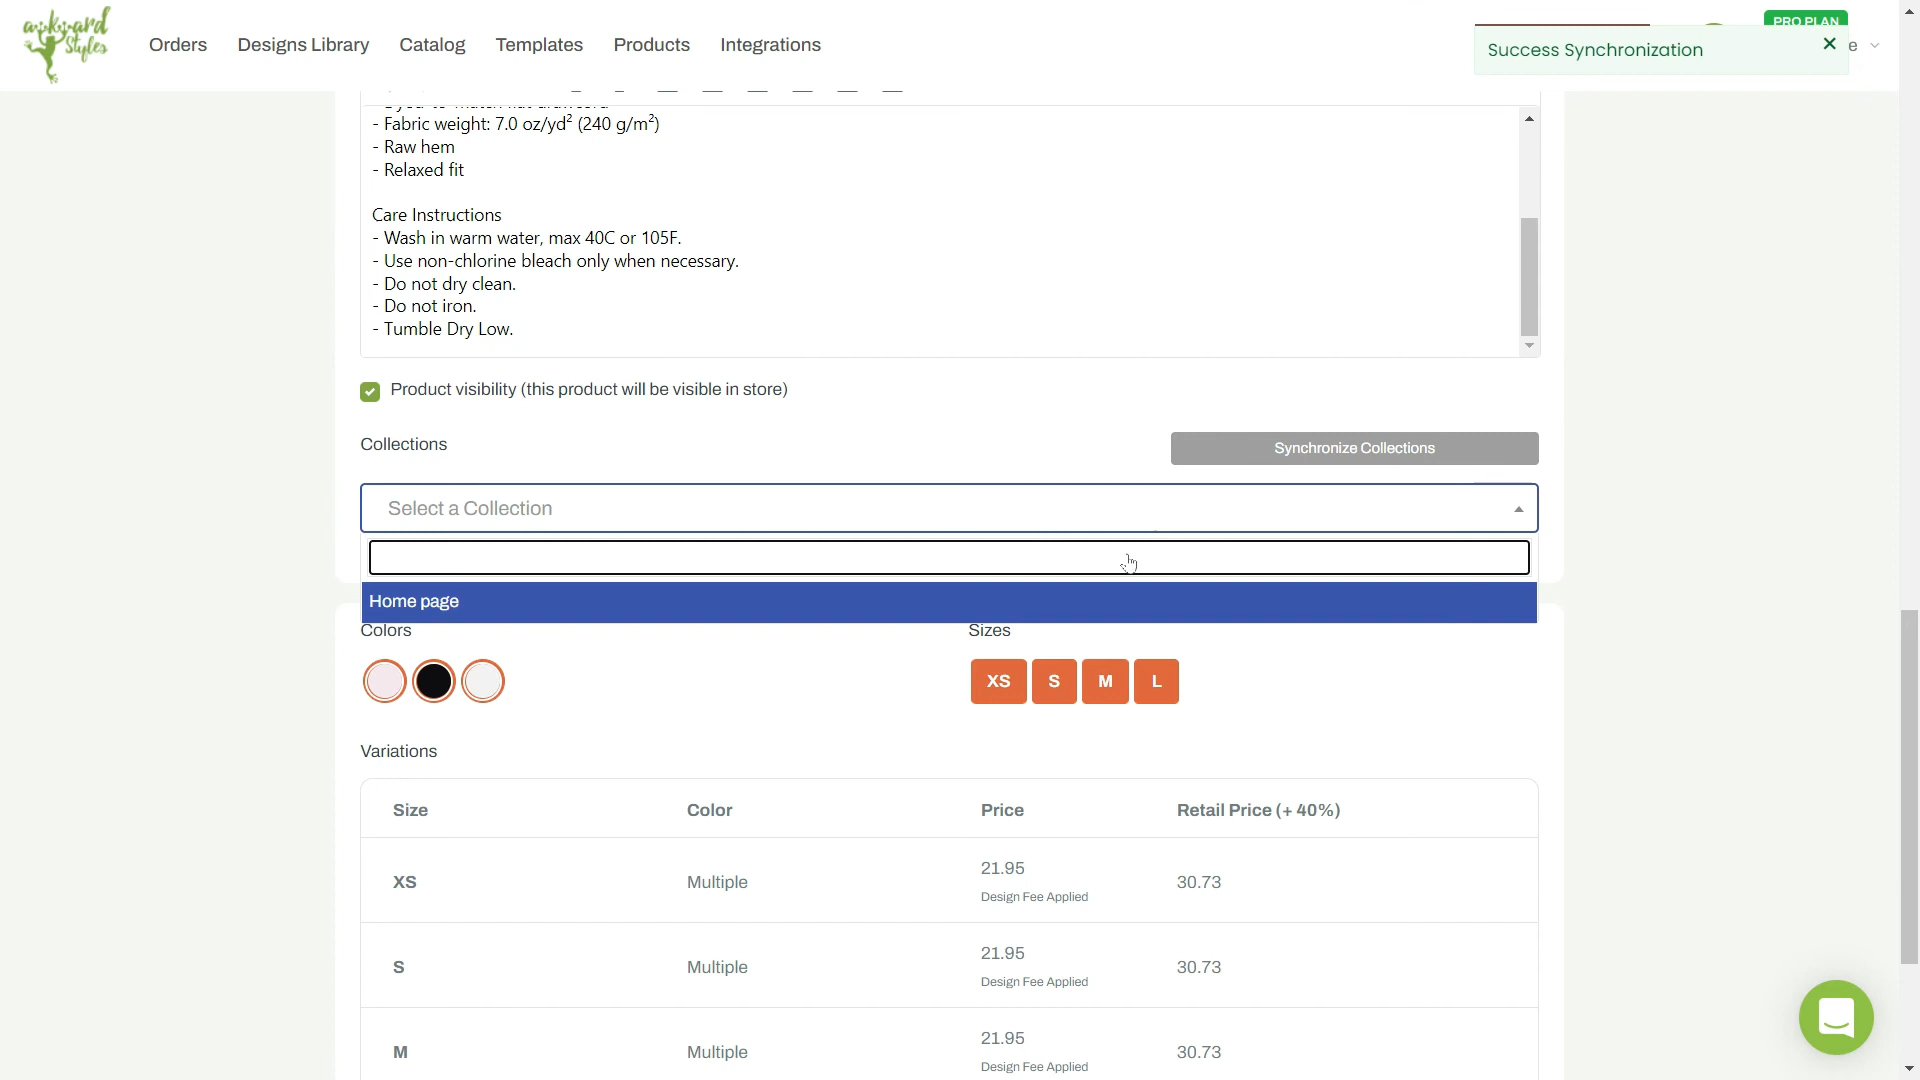 awkward
Styles
Orders
Designs Library
Catalog
Templates
Products
Integrations
PRO PLAN
Success Synchronization
e
- Fabric weight: 7.0 oz/yd² (240 g/m²)
- Raw hem
- Relaxed fit
Care Instructions
- Wash in warm water, max 40C or 105F.
- Use non-chlorine bleach only when necessary.
- Do not dry clean.
- Do not iron.
- Tumble Dry Low.
Product visibility (this product will be visible in store)
Collections
Synchronize Collections
Select a Collection
Home page
Colors
Sizes
XS
S
M
L
Variations
Size Color Price Retail Price (+ 40%)
XS Multiple 21.95 30.73
Design Fee Applied
S Multiple 21.95 30.73
Design Fee Applied
M Multiple 21.95 30.73
Design Fee Applied